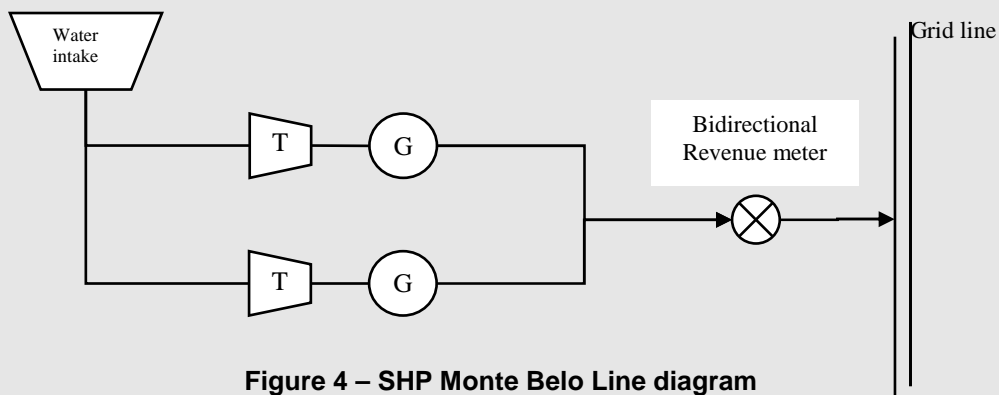 Water
intake
Grid line
Bidirectional
Revenue meter
T
G
T
G
Figure 4 – SHP Monte Belo Line diagram